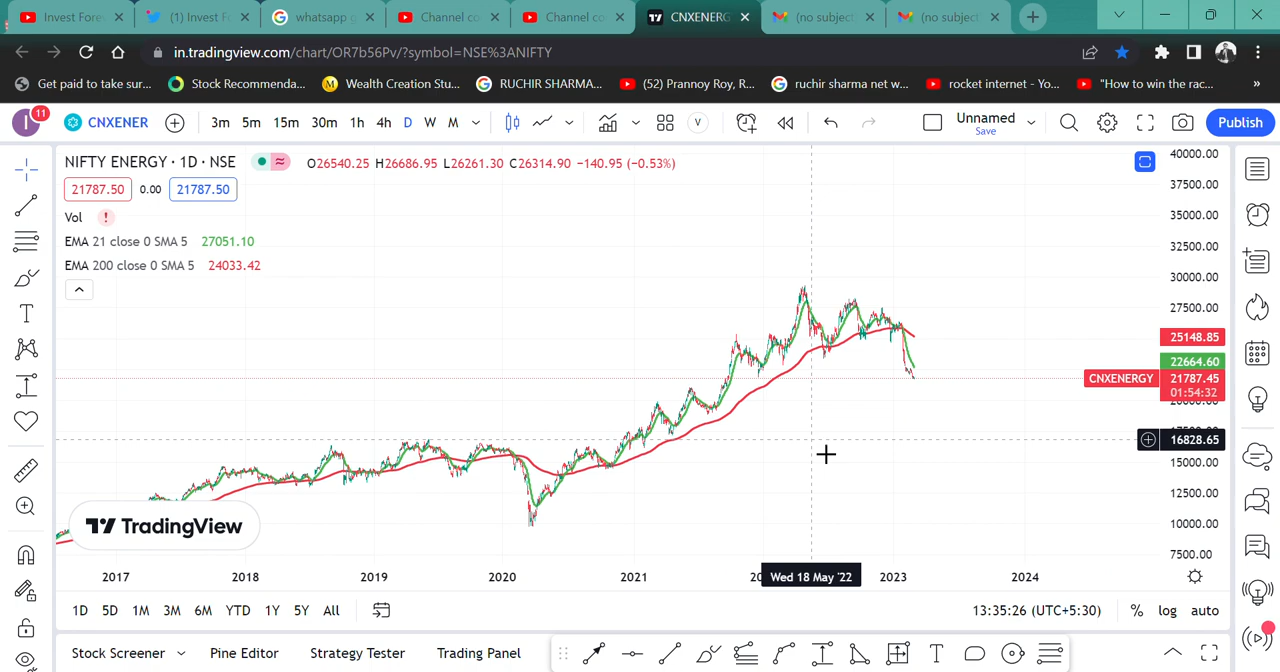 Invest Fores
(1) Invest F
whatsapp g
Channel co
Channel co
CNXENERG
(no subject
(no subject
in.tradingview.com/chart/OR7b56Pv/?symbol=NSE%3ANIFTY
Get paid to take sur...
Stock Recommenda...
Wealth Creation Stu...
RUCHIR SHARMA...
(52) Prannoy Roy, R...
ruchir sharma net w...
rocket internet - Yo...
"How to win the rac...
»
I
11
CNXENER
3m 5m 15m 30m 1h 4h D W M
V
Unnamed
Save
Publish
NIFTY ENERGY · 1D · NSE
O26540.25 H26686.95 L26261.30 C26314.90 −140.95 (−0.53%)
21787.50 0.00 21787.50
Vol !
EMA 21 close 0 SMA 5 27051.10
EMA 200 close 0 SMA 5 24033.42
40000.00
37500.00
35000.00
32500.00
30000.00
27500.00
25148.85
22664.60
CNXENERGY 21787.45
01:54:32
20000.00
16828.65
15000.00
12500.00
10000.00
7500.00
TradingView
2017 2018 2019 2020 2021 Wed 18 May '22 2023 2024
1D 5D 1M 3M 6M YTD 1Y 5Y All
13:35:26 (UTC+5:30)
% log auto
Stock Screener
Pine Editor
Strategy Tester
Trading Panel